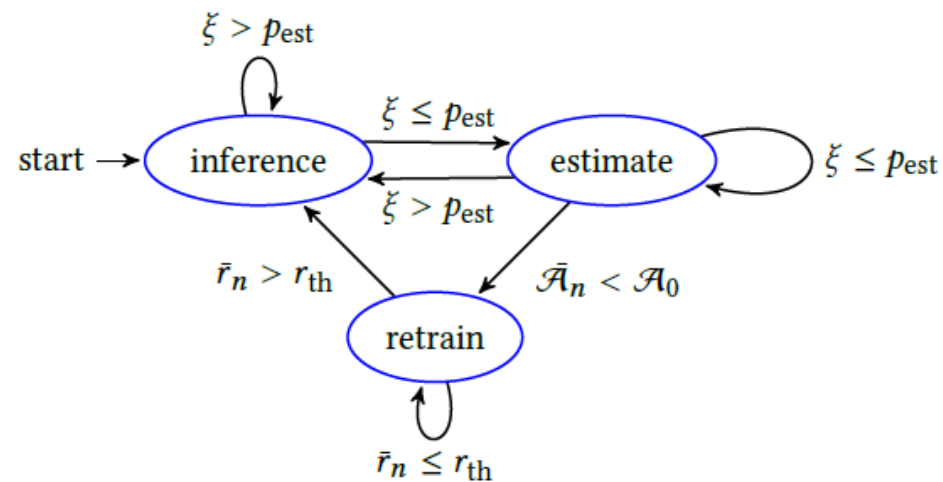 ξ > p_est
ξ ≤ p_est
start
inference
estimate
ξ ≤ p_est
ξ > p_est
r̄_n > r_th
𝒜̄_n < 𝒜_0
retrain
r̄_n ≤ r_th